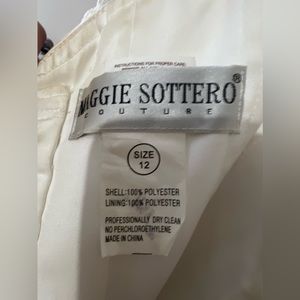 INSTRUCTIONS FOR PROPER CARE
MAGGIE SOTTERO®
COUTURE
SIZE
12
SHELL:100% POLYESTER
LINING:100% POLYESTER
PROFESSIONALLY DRY CLEAN
NO PERCHLOROETHYLENE
MADE IN CHINA